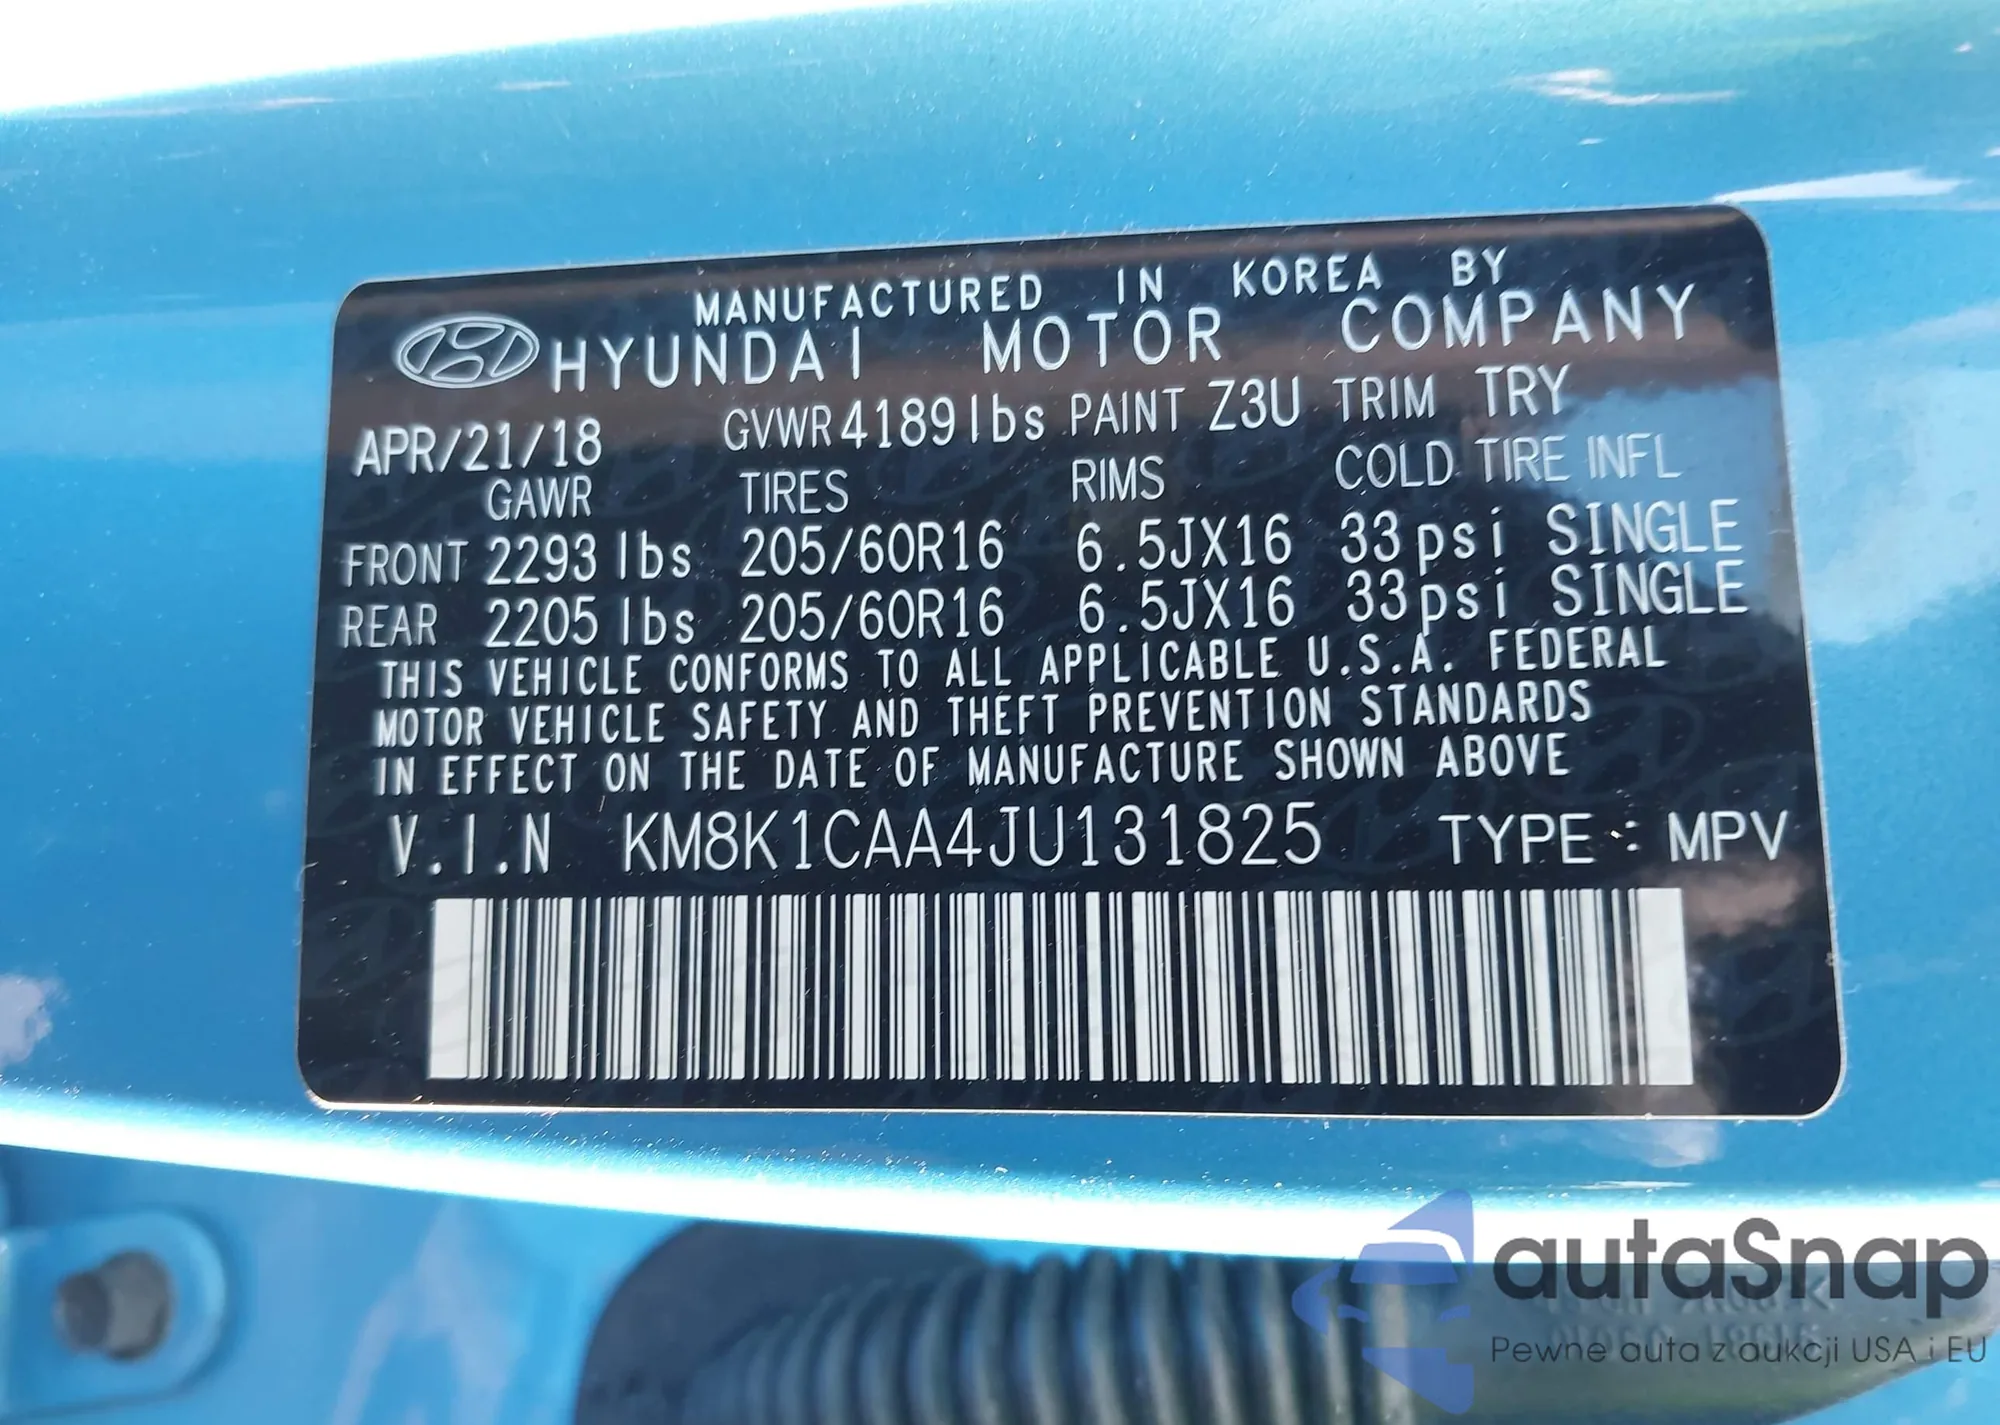 MANUFACTURED IN KOREA BY
HYUNDAI MOTOR COMPANY
APR/21/18 GVWR 4189lbs PAINT Z3U TRIM TRY
GAWR TIRES RIMS COLD TIRE INFL
FRONT 2293 lbs 205/60R16 6.5JX16 33psi SINGLE
REAR 2205 lbs 205/60R16 6.5JX16 33psi SINGLE
THIS VEHICLE CONFORMS TO ALL APPLICABLE U.S.A. FEDERAL
MOTOR VEHICLE SAFETY AND THEFT PREVENTION STANDARDS
IN EFFECT ON THE DATE OF MANUFACTURE SHOWN ABOVE
V.I.N KM8K1CAA4JU131825 TYPE : MPV
autaSnap
Pewne auta z aukcji USA i EU